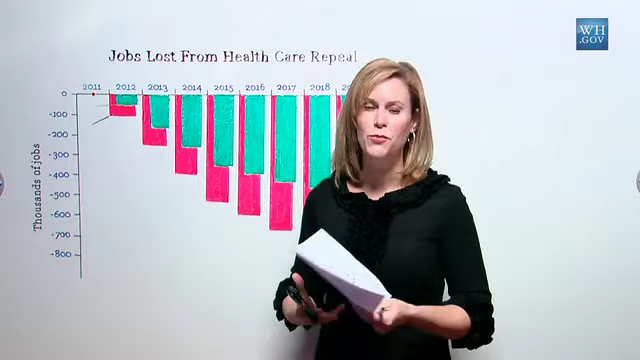 WH
.GOV
Jobs Lost From Health Care Repeal
2011 2012 2013 2014 2015 2016 2017 2018
0
-100
-200
-300
-400
-500
-600
-700
-800
Thousands of jobs